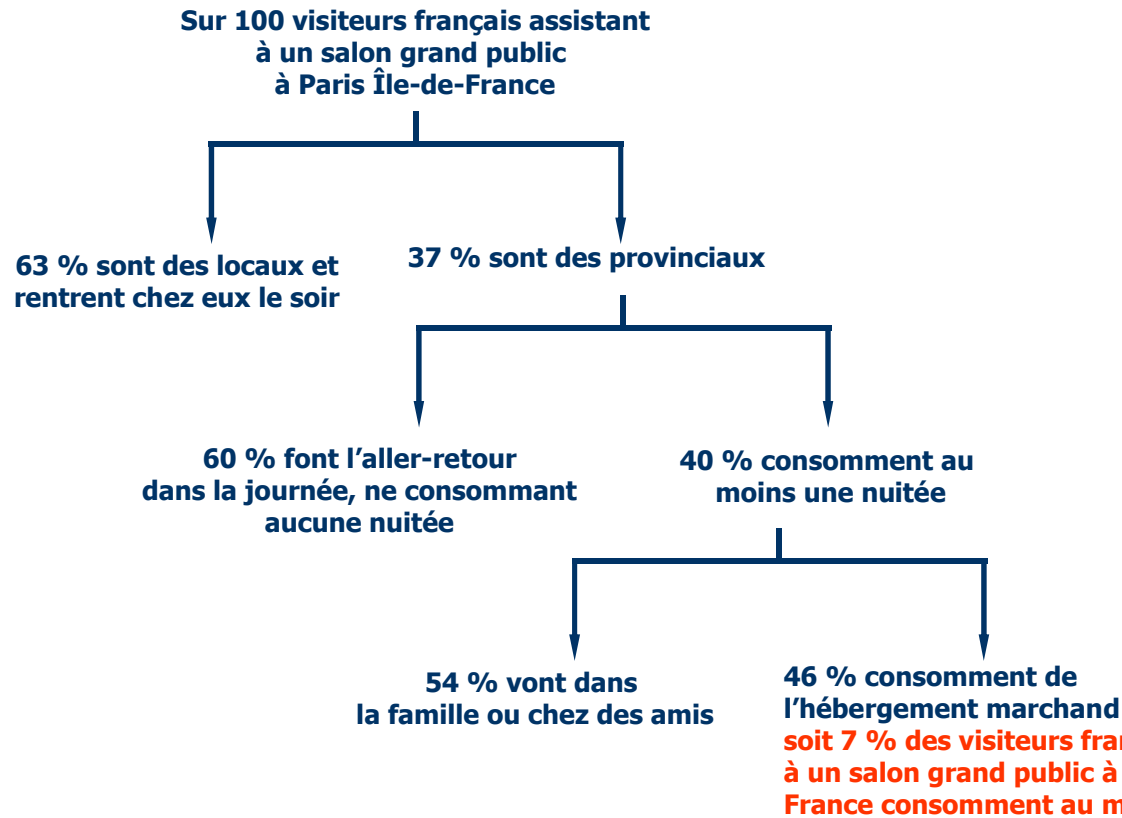 Sur 100 visiteurs français assistant
à un salon grand public
à Paris Île-de-France
63 % sont des locaux et
rentrent chez eux le soir
37 % sont des provinciaux
60 % font l’aller-retour
dans la journée, ne consommant
aucune nuitée
40 % consomment au
moins une nuitée
54 % vont dans
la famille ou chez des amis
46 % consomment de
l’hébergement marchand
soit 7 % des visiteurs
à un salon grand public à
France consomment au